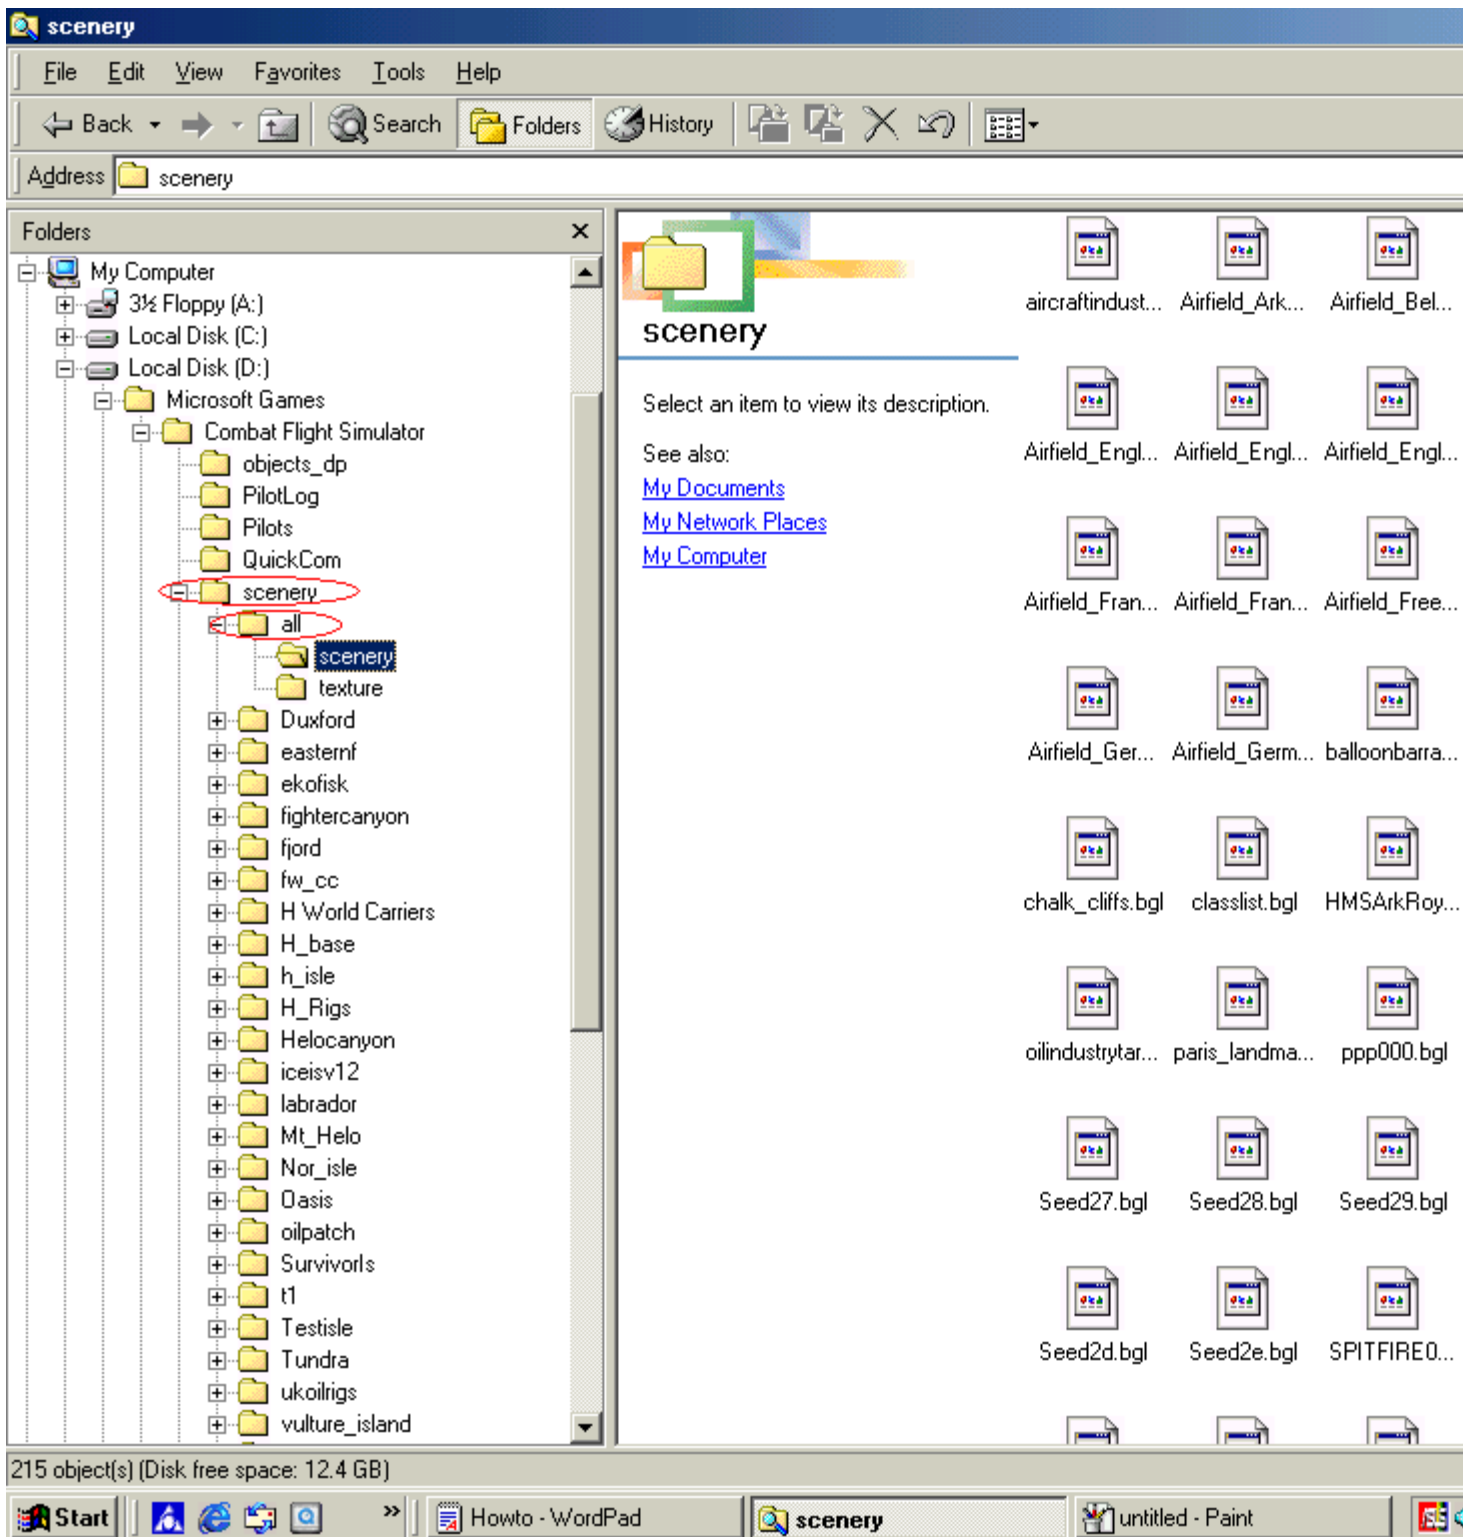 scenery
File Edit View Favorites Tools Help
Back Search Folders History
Address scenery
Folders
My Computer
3½ Floppy (A:)
Local Disk (C:)
Local Disk (D:)
Microsoft Games
Combat Flight Simulator
objects_dp
PilotLog
Pilots
QuickCom
scenery
all
scenery
texture
Duxford
easternf
ekofisk
fightercanyon
fjord
fw_cc
H World Carriers
H_base
h_isle
H_Rigs
Helocanyon
iceisv12
labrador
Mt_Helo
Nor_isle
Oasis
oilpatch
SurvivorIs
t1
Testisle
Tundra
ukoilrigs
vulture_island
scenery
Select an item to view its description.
See also:
My Documents
My Network Places
My Computer
aircraftindust... Airfield_Ark... Airfield_Bel...
Airfield_Engl... Airfield_Engl... Airfield_Engl...
Airfield_Fran... Airfield_Fran... Airfield_Free...
Airfield_Ger... Airfield_Germ... balloonbarra...
chalk_cliffs.bgl classlist.bgl HMSArkRoy...
oilindustrytar... paris_landma... ppp000.bgl
Seed27.bgl Seed28.bgl Seed29.bgl
Seed2d.bgl Seed2e.bgl SPITFIRE0...
215 object(s) (Disk free space: 12.4 GB)
Start » Howto - WordPad scenery untitled - Paint